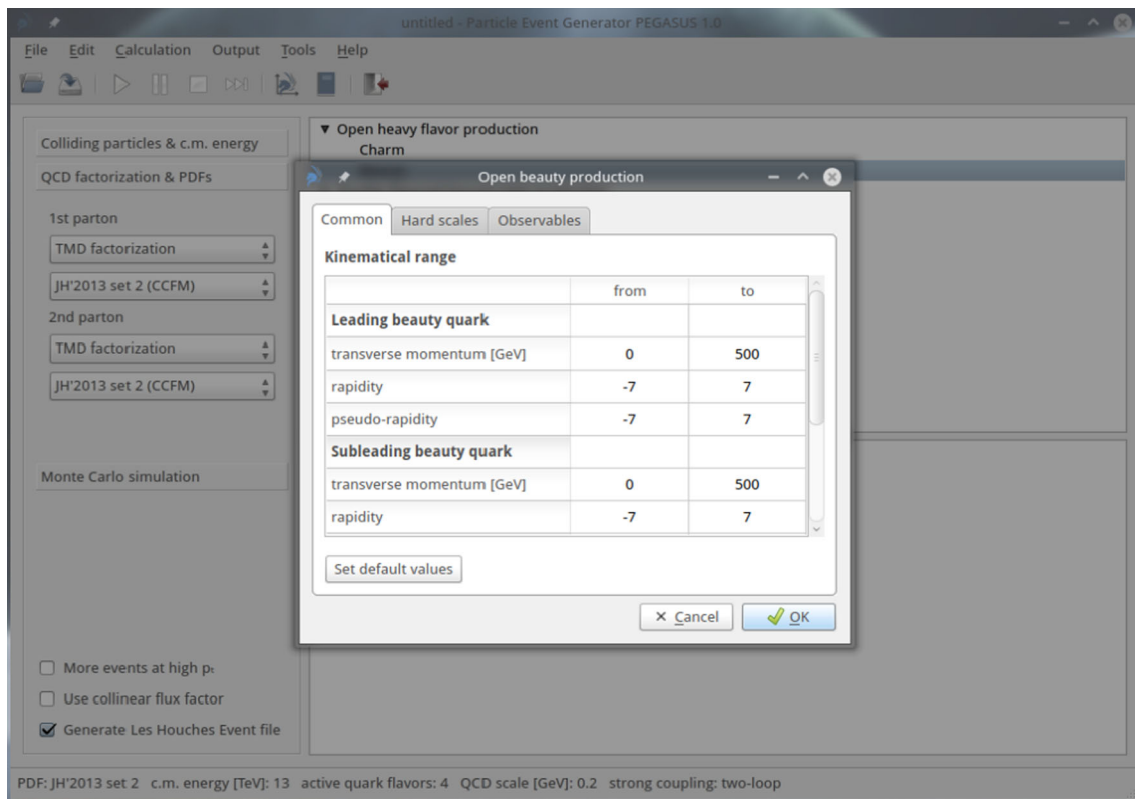 untitled - Particle Event Generator PEGASUS 1.0
File Edit Calculation Output Tools Help
Colliding particles & c.m. energy
QCD factorization & PDFs
1st parton
TMD factorization
JH'2013 set 2 (CCFM)
2nd parton
TMD factorization
JH'2013 set 2 (CCFM)
Monte Carlo simulation
More events at high pt
Use collinear flux factor
Generate Les Houches Event file
▼ Open heavy flavor production
Charm
Open beauty production
Common Hard scales Observables
Kinematical range
from to
Leading beauty quark
transverse momentum [GeV] 0 500
rapidity -7 7
pseudo-rapidity -7 7
Subleading beauty quark
transverse momentum [GeV] 0 500
rapidity -7 7
Set default values
Cancel OK
PDF: JH'2013 set 2 c.m. energy [TeV]: 13 active quark flavors: 4 QCD scale [GeV]: 0.2 strong coupling: two-loop